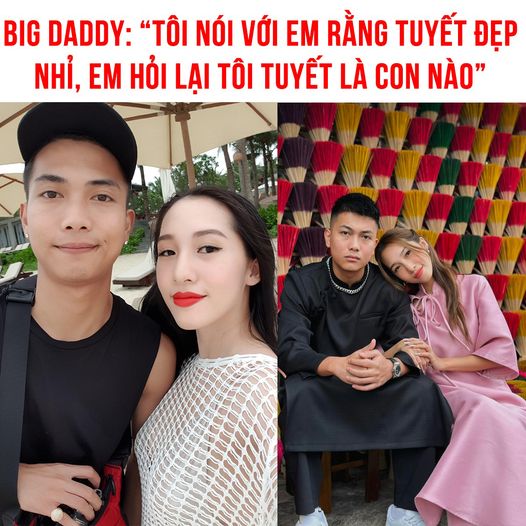 BIG DADDY: “TÔI NÓI VỚI EM RẰNG TUYẾT ĐẸP
NHỈ, EM HỎI LẠI TÔI TUYẾT LÀ CON NÀO”